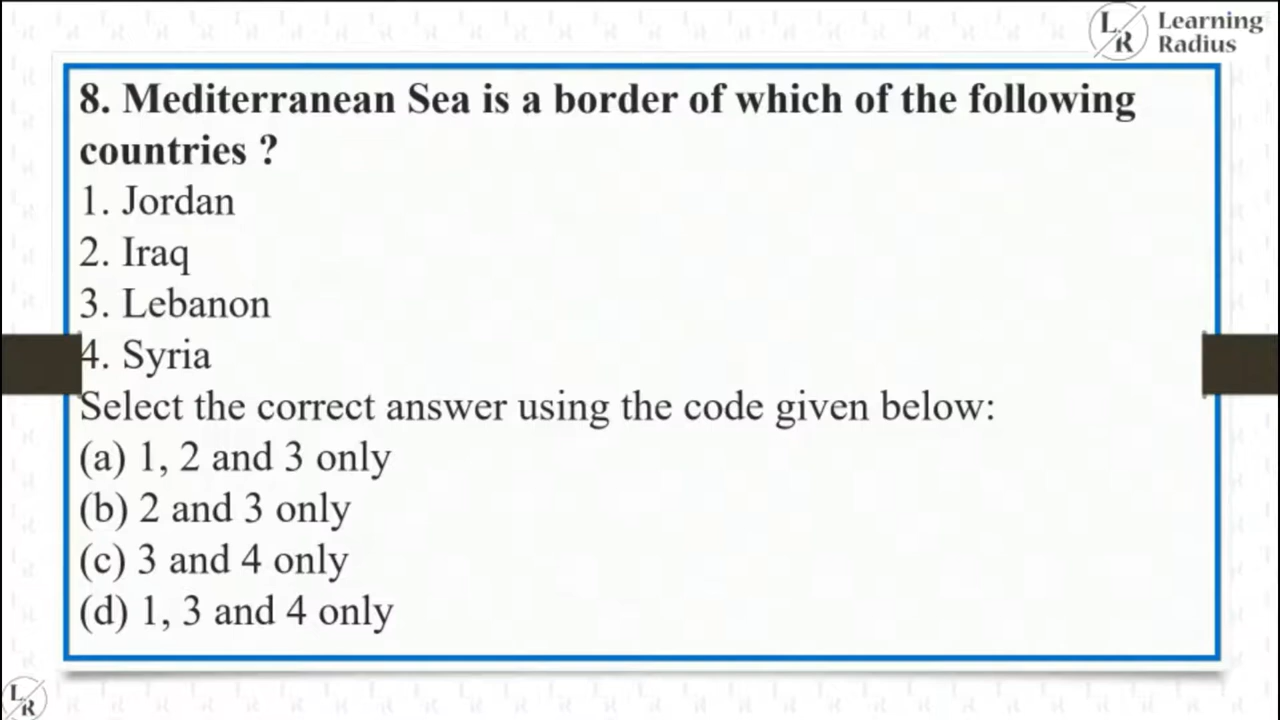 LR Learning
Radius
8. Mediterranean Sea is a border of which of the following
countries ?
1. Jordan
2. Iraq
3. Lebanon
4. Syria
Select the correct answer using the code given below:
(a) 1, 2 and 3 only
(b) 2 and 3 only
(c) 3 and 4 only
(d) 1, 3 and 4 only
LR